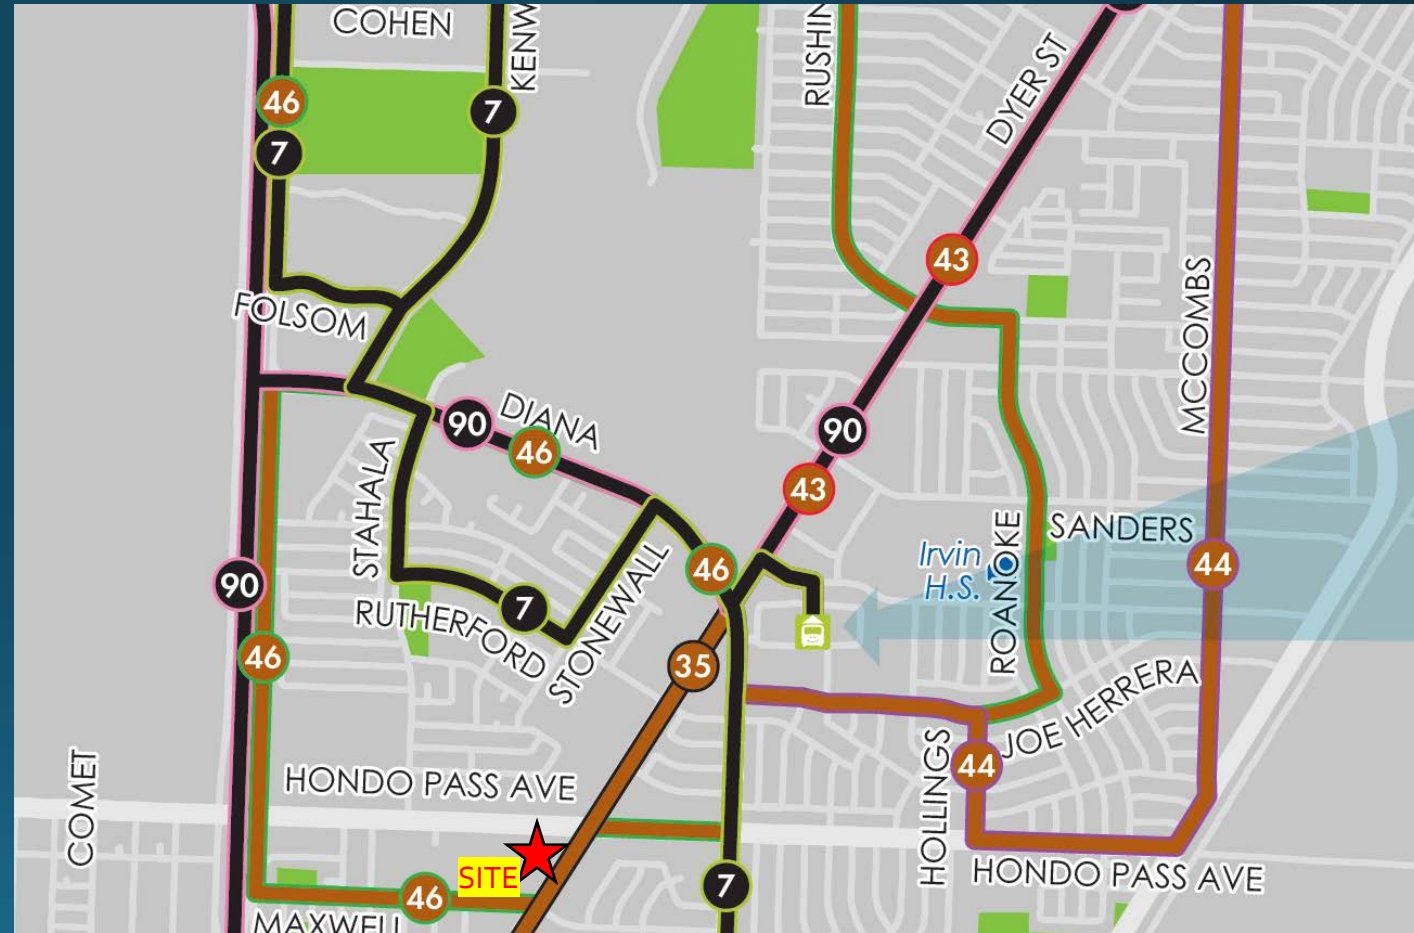 COHEN
KENW
RUSHIN
DYER ST
46
7
7
43
FOLSOM
MCCOMBS
90
DIANA
46
90
43
STAHALA
SANDERS
Irvin
H.S.
ROANOKE
44
46
90
7
RUTHERFORD
STONEWALL
46
35
JOE HERRERA
HOLLINGS
44
COMET
HONDO PASS AVE
HONDO PASS AVE
SITE
46
7
MAXWELL